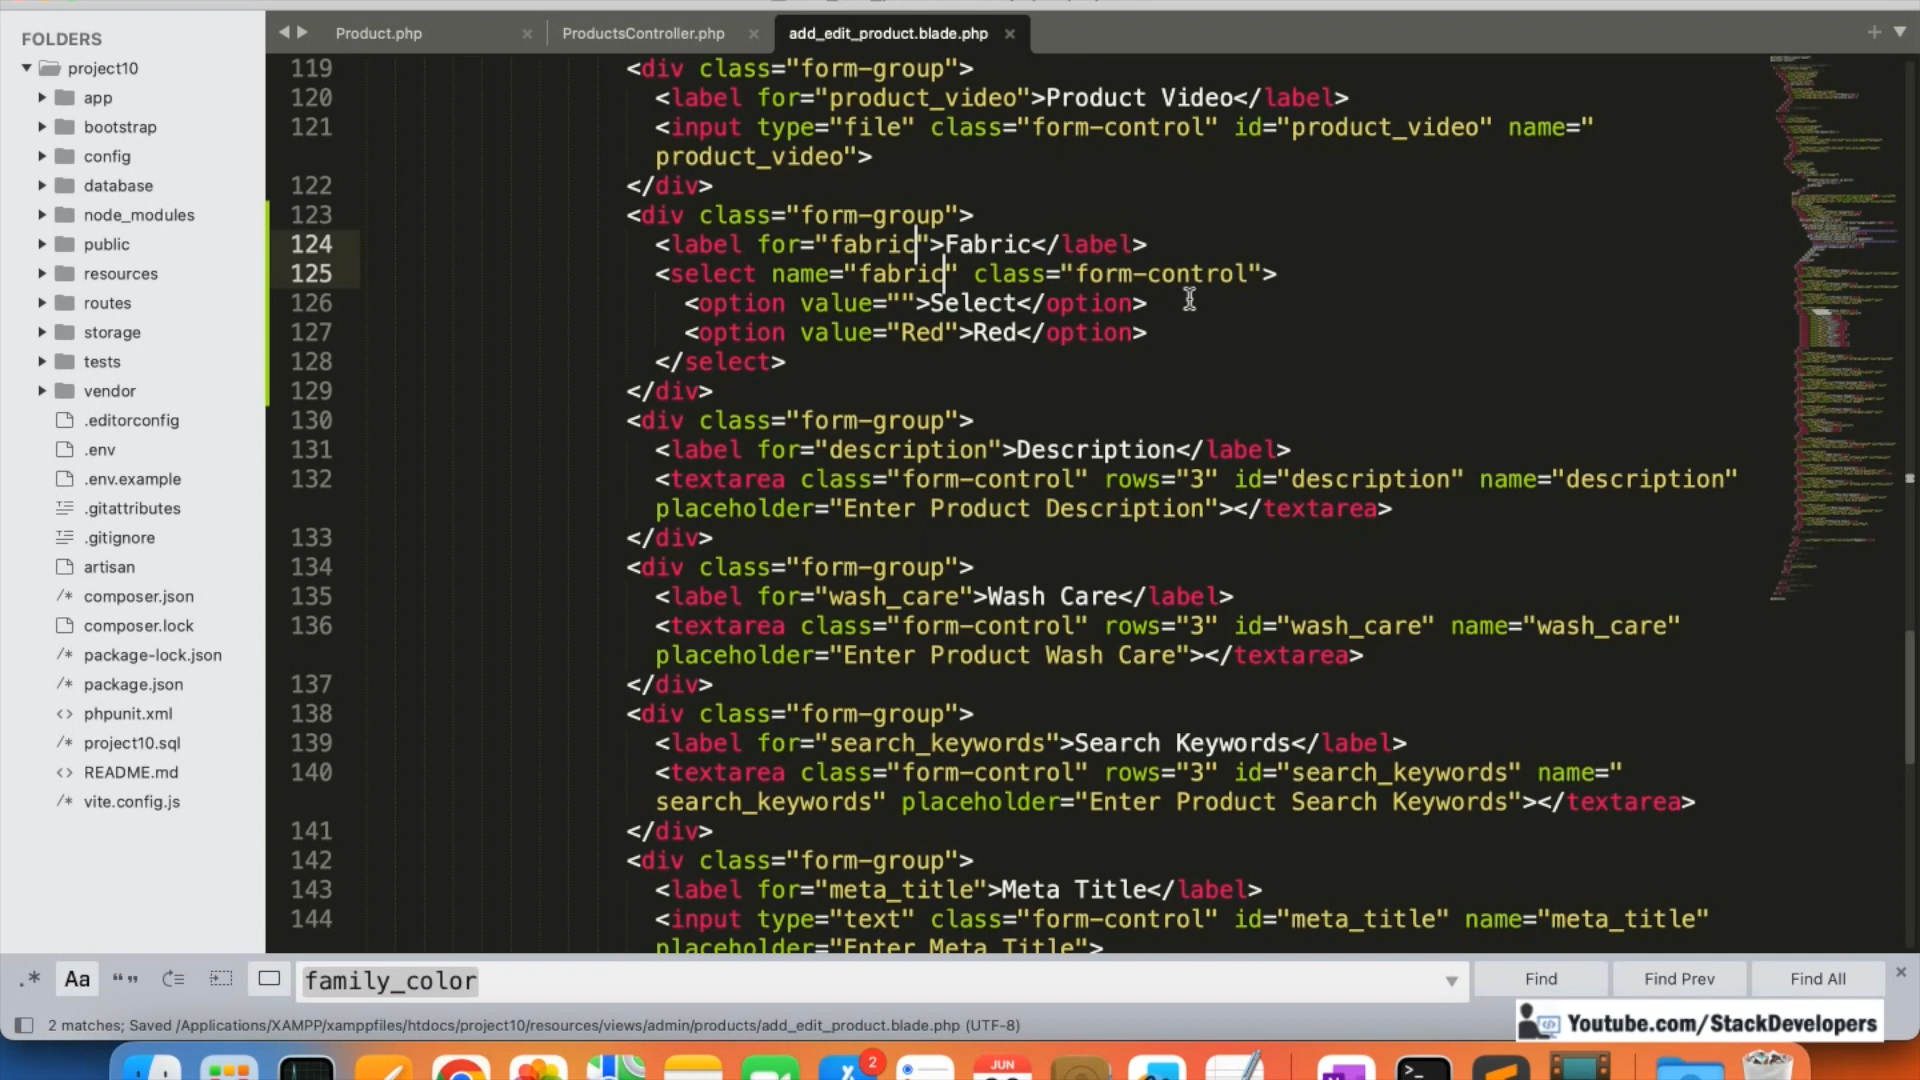 FOLDERS
project10
app
bootstrap
config
database
node_modules
public
resources
routes
storage
tests
vendor
.editorconfig
.env
.env.example
.gitattributes
.gitignore
artisan
composer.json
composer.lock
package-lock.json
package.json
phpunit.xml
project10.sql
README.md
vite.config.js
Product.php
ProductsController.php
add_edit_product.blade.php
119 <div class="form-group">
120 <label for="product_video">Product Video</label>
121 <input type="file" class="form-control" id="product_video" name="
product_video">
122 </div>
123 <div class="form-group">
124 <label for="fabric">Fabric</label>
125 <select name="fabric" class="form-control">
126 <option value="">Select</option>
127 <option value="Red">Red</option>
128 </select>
129 </div>
130 <div class="form-group">
131 <label for="description">Description</label>
132 <textarea class="form-control" rows="3" id="description" name="description"
placeholder="Enter Product Description"></textarea>
133 </div>
134 <div class="form-group">
135 <label for="wash_care">Wash Care</label>
136 <textarea class="form-control" rows="3" id="wash_care" name="wash_care"
placeholder="Enter Product Wash Care"></textarea>
137 </div>
138 <div class="form-group">
139 <label for="search_keywords">Search Keywords</label>
140 <textarea class="form-control" rows="3" id="search_keywords" name="
search_keywords" placeholder="Enter Product Search Keywords"></textarea>
141 </div>
142 <div class="form-group">
143 <label for="meta_title">Meta Title</label>
144 <input type="text" class="form-control" id="meta_title" name="meta_title"
placeholder="Enter Meta Title">
.* Aa “” family_color Find Find Prev Find All
2 matches; Saved /Applications/XAMPP/xamppfiles/htdocs/project10/resources/views/admin/products/add_edit_product.blade.php (UTF-8)
Youtube.com/StackDevelopers
2
JUN